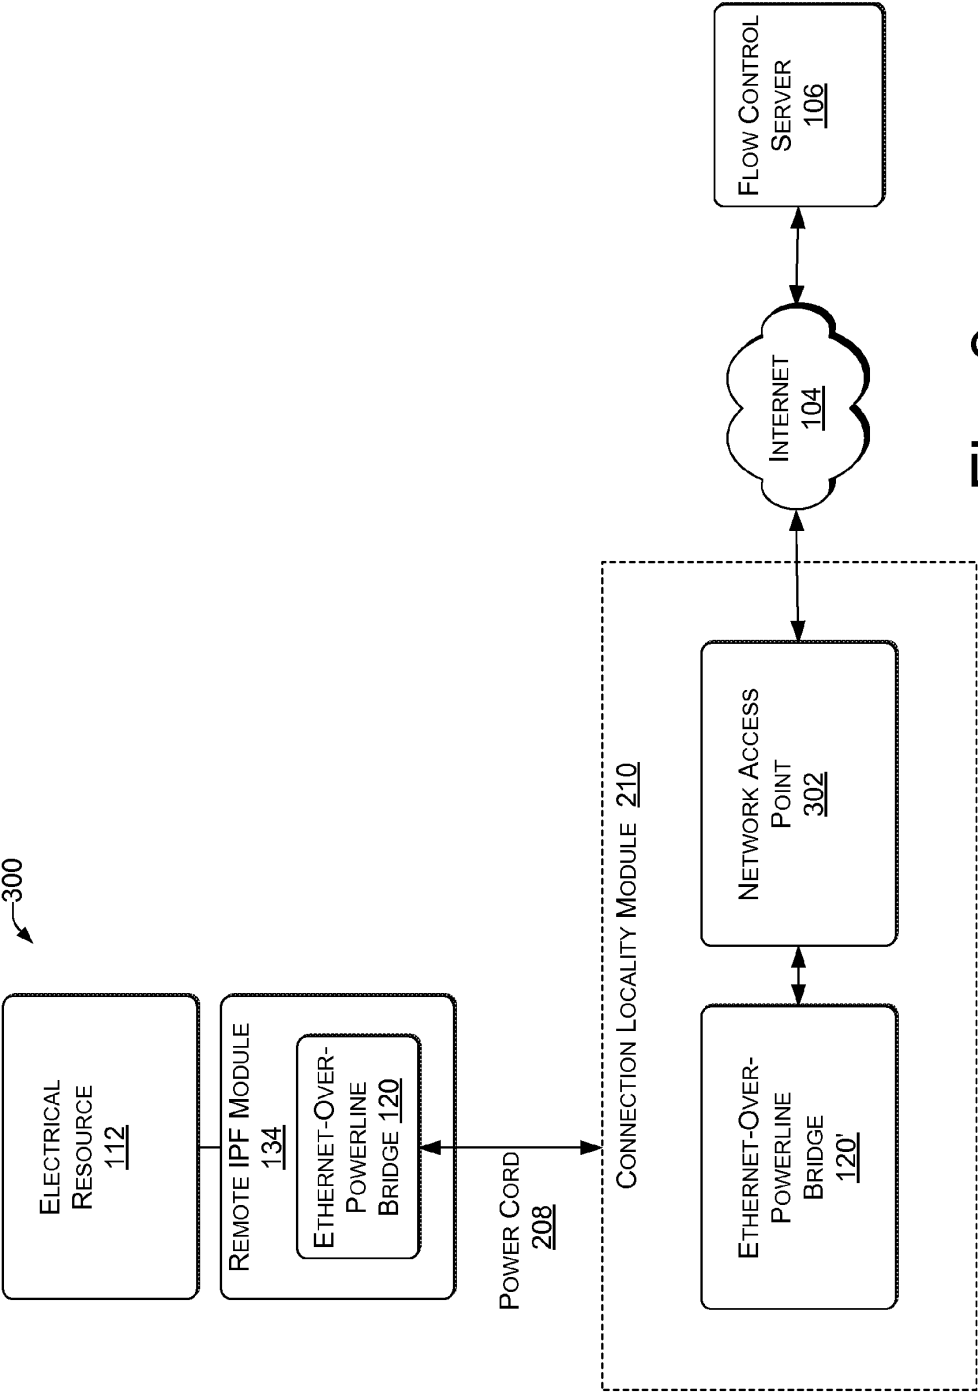 300
ELECTRICAL
RESOURCE
112
REMOTE IPF MODULE
134
ETHERNET-OVER-
POWERLINE
BRIDGE 120
POWER CORD
208
CONNECTION LOCALITY MODULE 210
ETHERNET-OVER-
POWERLINE
BRIDGE
120'
NETWORK ACCESS
POINT
302
INTERNET
104
FLOW CONTROL
SERVER
106